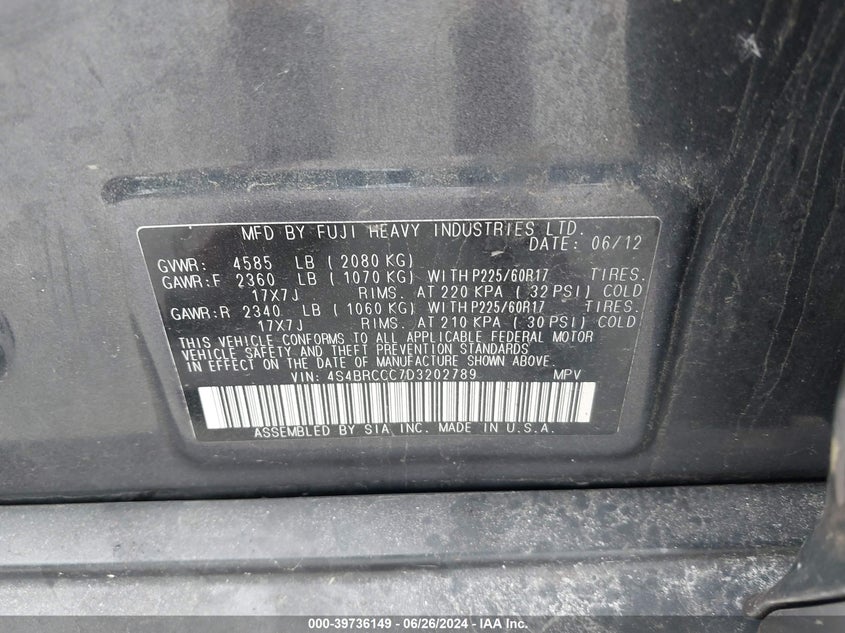 MFD BY FUJI HEAVY INDUSTRIES LTD.
DATE: 06/12
GVWR: 4585 LB ( 2080 KG)
GAWR:F 2360 LB ( 1070 KG) WITH P225/60R17 TIRES.
17X7J RIMS. AT 220 KPA ( 32 PSI) COLD
GAWR:R 2340 LB ( 1060 KG) WITH P225/60R17 TIRES.
17X7J RIMS. AT 210 KPA ( 30 PSI) COLD
THIS VEHICLE CONFORMS TO ALL APPLICABLE FEDERAL MOTOR
VEHICLE SAFETY AND THEFT PREVENTION STANDARDS
IN EFFECT ON THE DATE OF MANUFACTURE SHOWN ABOVE.
VIN: 4S4BRCCC7D3202789 MPV
ASSEMBLED BY SIA INC. MADE IN U.S.A.
000-39736149 - 06/26/2024 - IAA Inc.